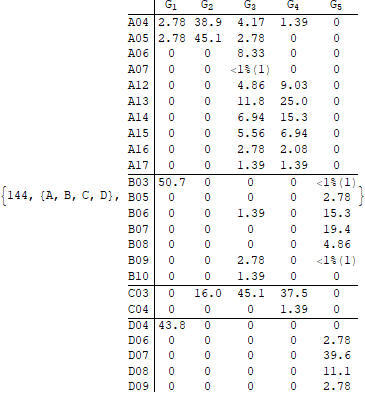 G1 G2 G3 G4 G5
A04 2.78 38.9 4.17 1.39 0
A05 2.78 45.1 2.78 0 0
A06 0 0 8.33 0 0
A07 0 0 <1%(1) 0 0
A12 0 0 4.86 9.03 0
A13 0 0 11.8 25.0 0
A14 0 0 6.94 15.3 0
A15 0 0 5.56 6.94 0
A16 0 0 2.78 2.08 0
A17 0 0 1.39 1.39 0
B03 50.7 0 0 0 <1%(1)
{144, {A, B, C, D}, B05 0 0 0 0 2.78 }
B06 0 0 1.39 0 15.3
B07 0 0 0 0 19.4
B08 0 0 0 0 4.86
B09 0 0 2.78 0 <1%(1)
B10 0 0 1.39 0 0
C03 0 16.0 45.1 37.5 0
C04 0 0 0 1.39 0
D04 43.8 0 0 0 0
D06 0 0 0 0 2.78
D07 0 0 0 0 39.6
D08 0 0 0 0 11.1
D09 0 0 0 0 2.78